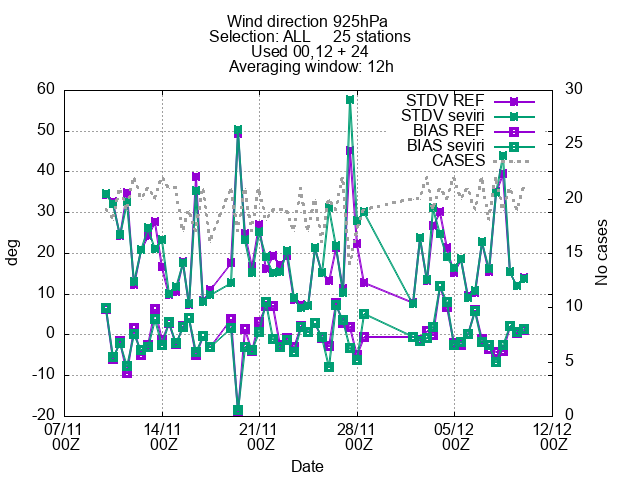 Wind direction 925hPa
Selection: ALL 25 stations
Used 00,12 + 24
Averaging window: 12h
STDV REF
STDV seviri
BIAS REF
BIAS seviri
CASES
60
50
40
30
20
10
0
-10
-20
deg
30
25
20
15
10
5
0
No cases
07/11 14/11 21/11 28/11 05/12 12/12
00Z 00Z 00Z 00Z 00Z 00Z
Date